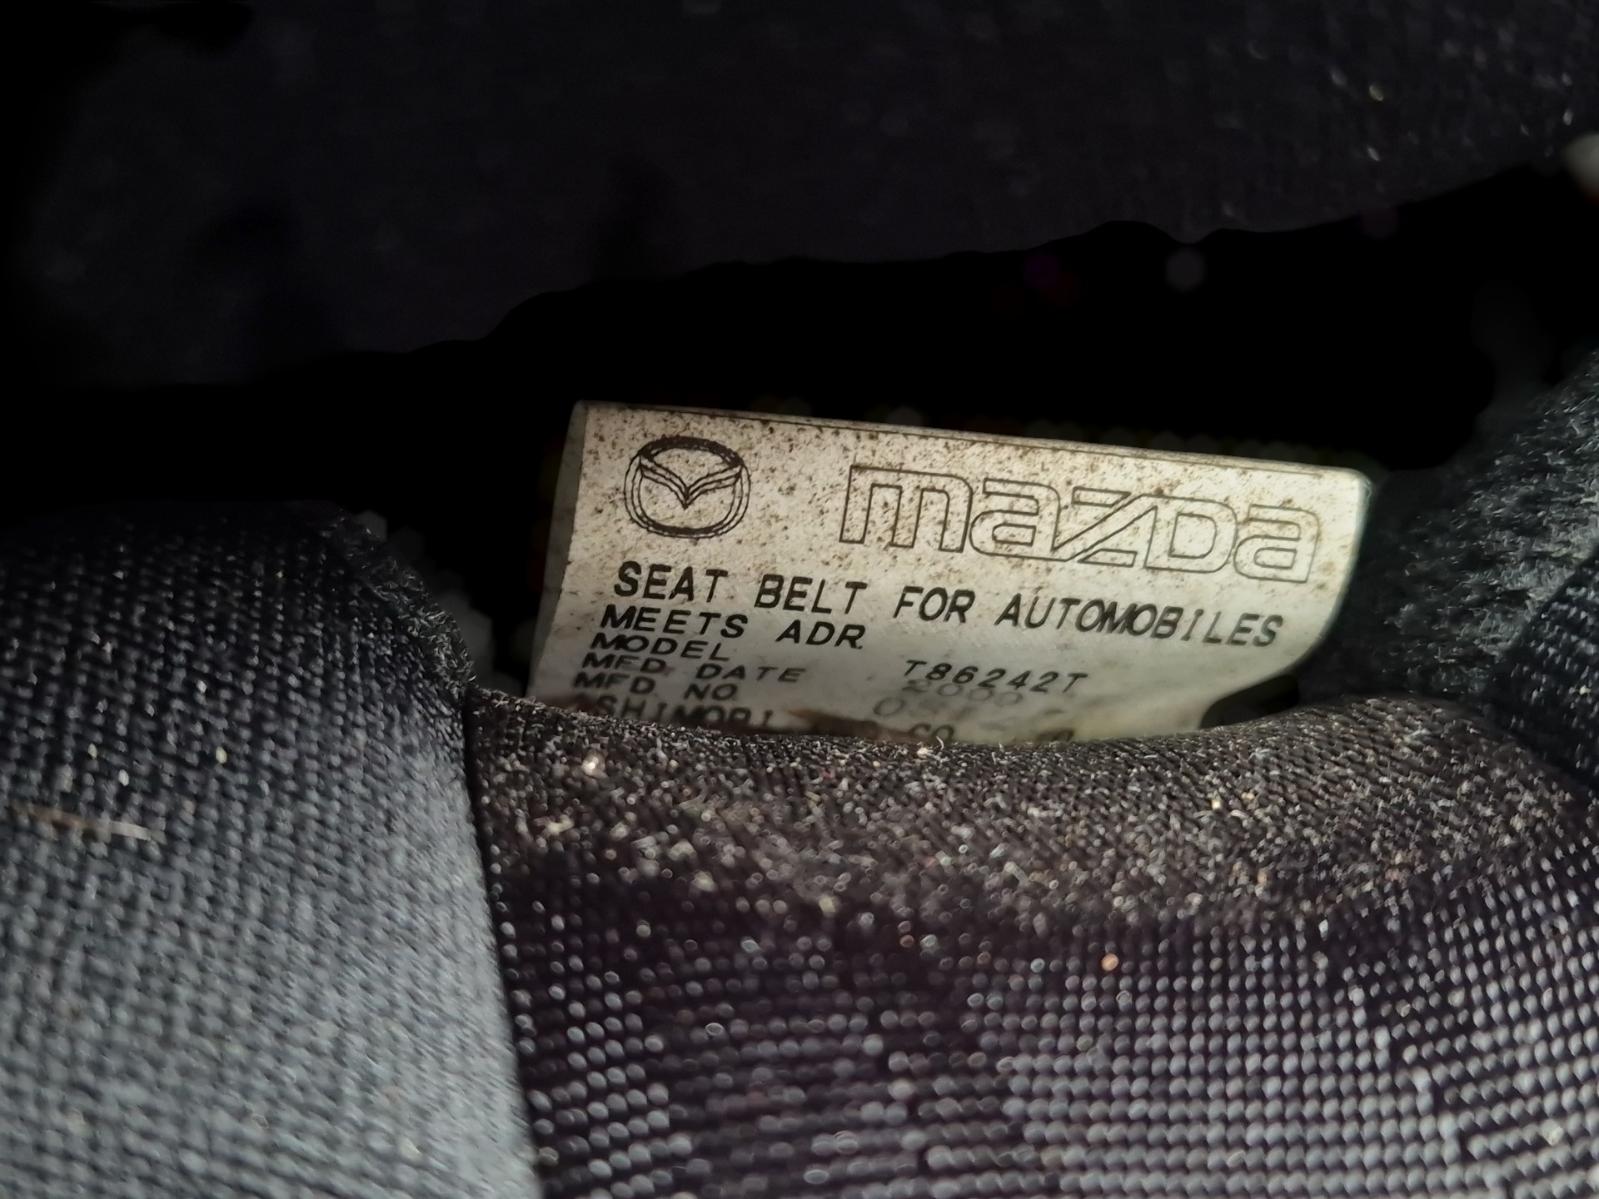 mazda
SEAT BELT FOR AUTOMOBILES
MEETS ADR
MODEL T86242T
MFD DATE
MFD NO